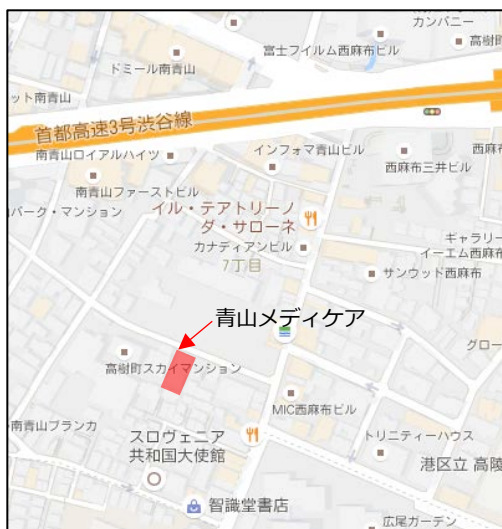 カンパニー
高樹町
富士フイルム西麻布ビル
ドミール南青山
ット南青山
首都高速3号渋谷線
南青山ロイアルハイツ
インフォマ青山ビル
西麻布三井ビル
西麻
南青山ファーストビル
パーク・マンション
イル・テアトリーノ
ダ・サローネ
カナディアンビル
7丁目
ギャラリー
イーエム西麻布
サンウッド西麻布
青山メディケア
グロー
高樹町スカイマンション
MIC西麻布ビル
南青山ブランカ
スロヴェニア
共和国大使館
トリニティーハウス
港区立 高陵
智識堂書店
広尾ガーデン